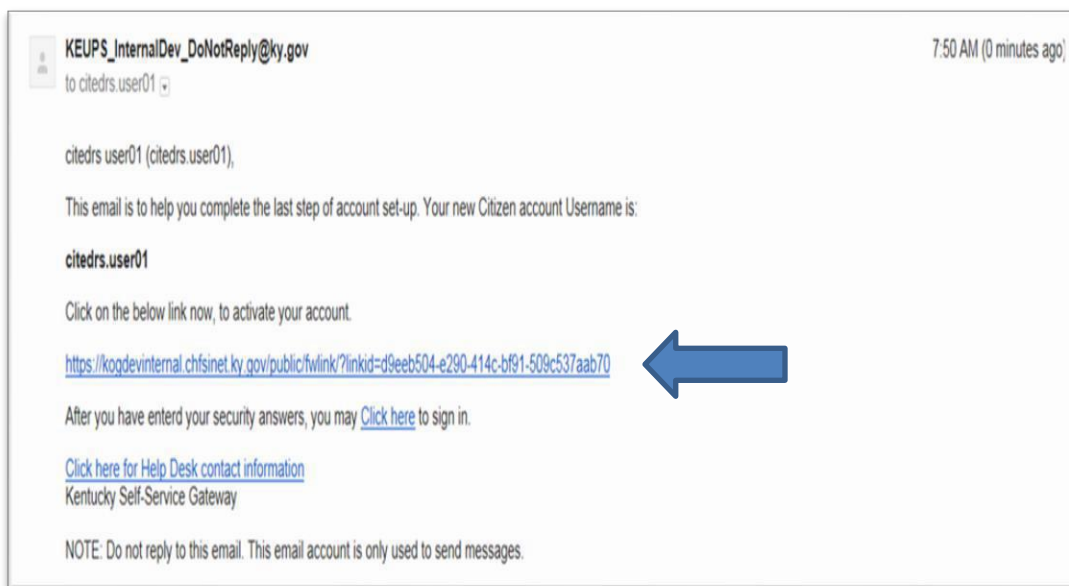 KEUPS_InternalDev_DoNotReply@ky.gov
7:50 AM (0 minutes ago)
to citedrs.user01
citedrs user01 (citedrs.user01),
This email is to help you complete the last step of account set-up. Your new Citizen account Username is:
citedrs.user01
Click on the below link now, to activate your account.
https://kogdevinternal.chfsinet.ky.gov/public/fwlink/?linkid=d9eeb504-e290-414c-bf91-509c537aab70
After you have enterd your security answers, you may Click here to sign in.
Click here for Help Desk contact information
Kentucky Self-Service Gateway
NOTE: Do not reply to this email. This email account is only used to send messages.